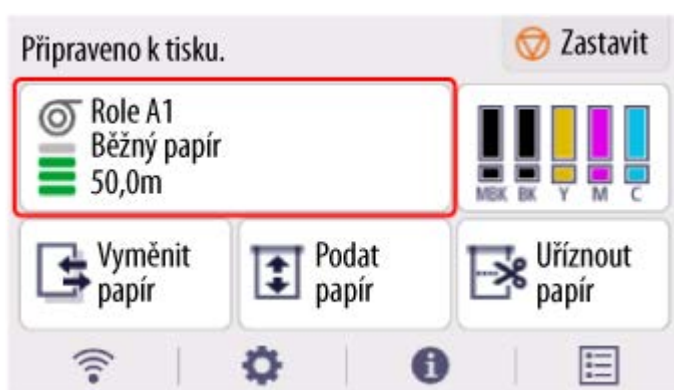 Připraveno k tisku.
Zastavit
Role A1
Běžný papír
50,0m
MBK BK Y M C
Vyměnit
papír
Podat
papír
Uříznout
papír